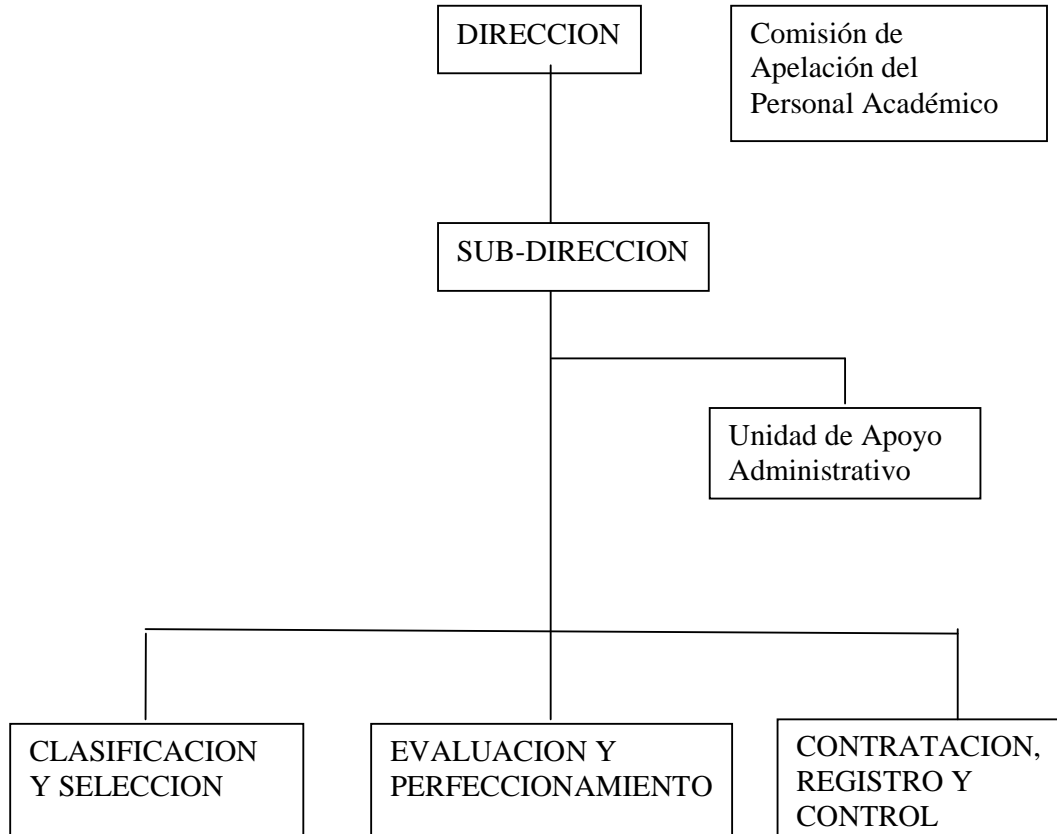 DIRECCION
Comisión de
Apelación del
Personal Académico
SUB-DIRECCION
Unidad de Apoyo
Administrativo
CLASIFICACION
Y SELECCION
EVALUACION Y
PERFECCIONAMIENTO
CONTRATACION,
REGISTRO Y
CONTROL